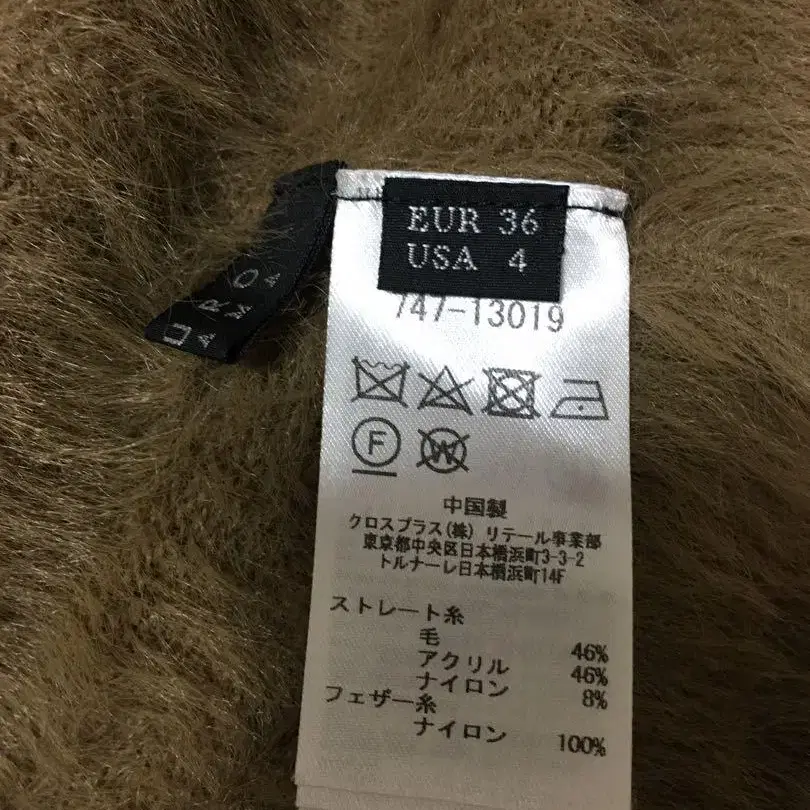 EUR 36
USA 4
747-13019
F
W
中国製
クロスプラス(株) リテール事業部
東京都中央区日本橋浜町3-3-2
トルナーレ日本橋浜町14F
ストレート糸
毛 46%
アクリル 46%
ナイロン 8%
フェザー糸
ナイロン 100%